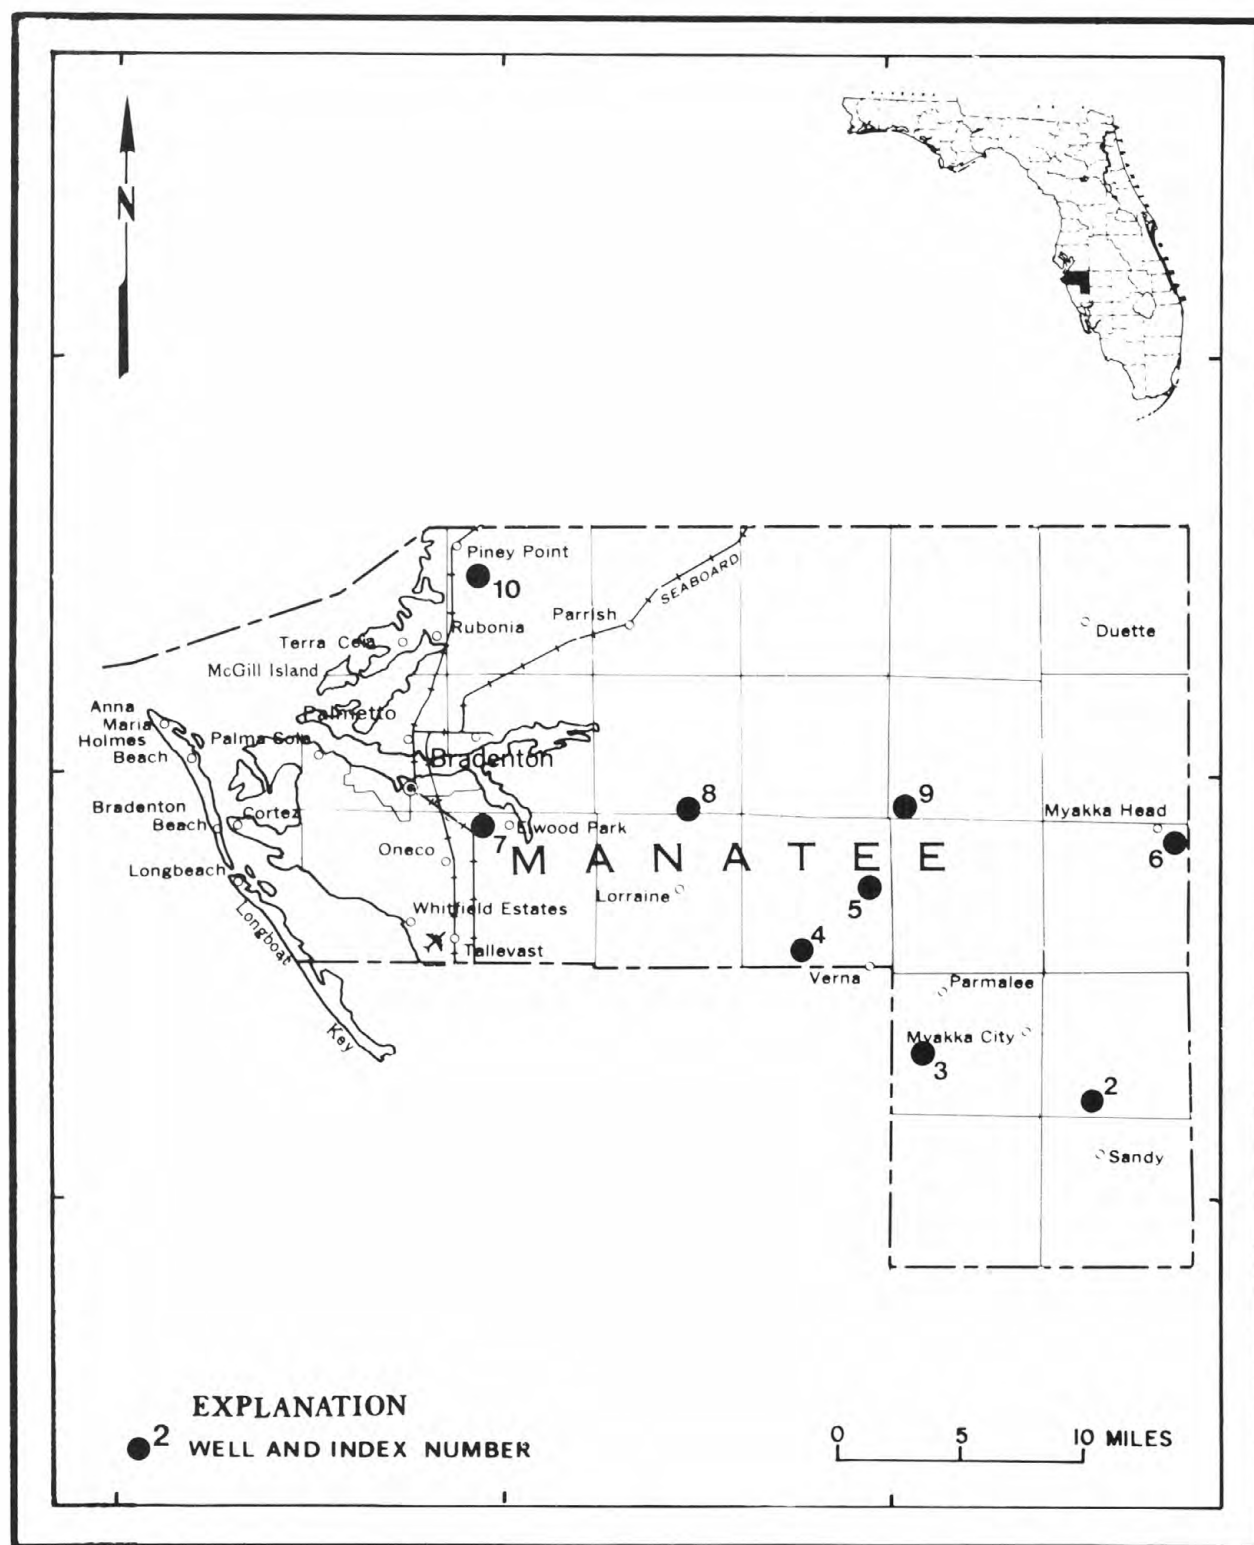 N
Piney Point
10
SEABOARD
Parrish
Rubonia
Terra Ceia
Duette
McGill Island
Anna
Maria
Palmetto
Holmes
Beach
Palma Sola
Bradenton
8
9
Bradenton
Beach
Cortez
Myakka Head
7
Elwood Park
6
Oneco
MANATEE
Longbeach
Lorraine
5
Longboat
Key
Whitfield Estates
4
Tallevast
Verna
Parmalee
Myakka City
3
2
Sandy
EXPLANATION
2 WELL AND INDEX NUMBER
0 5 10 MILES